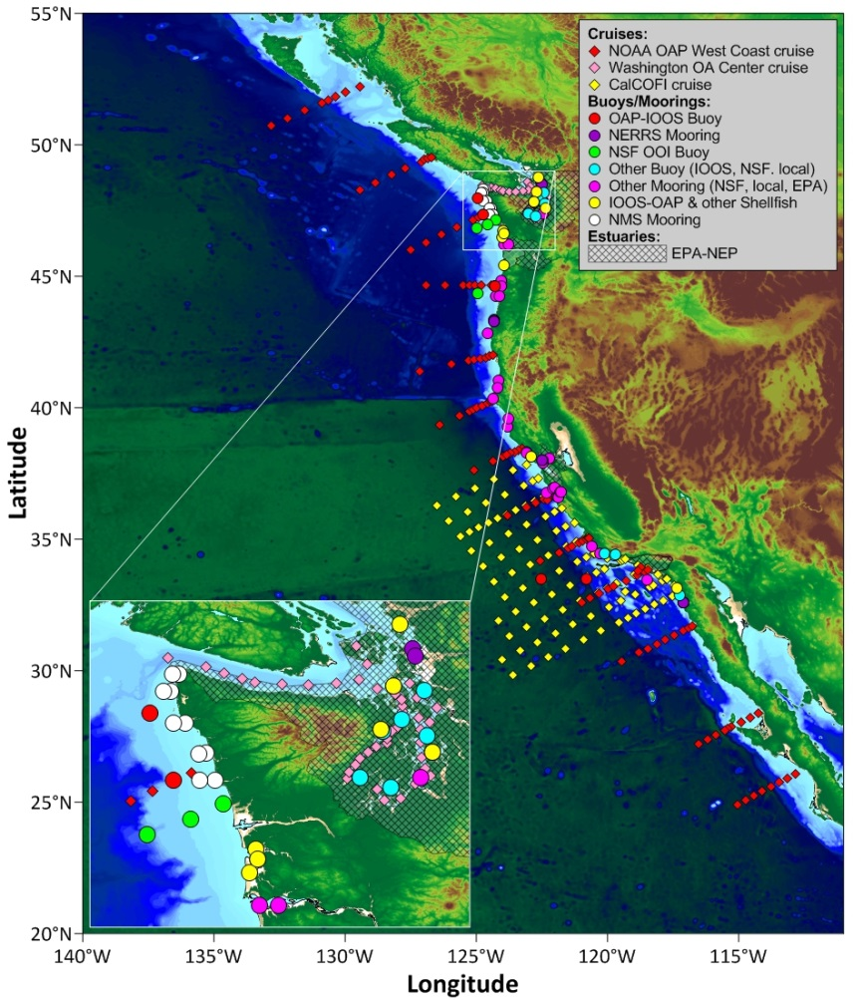 55°N
50°N
45°N
40°N
35°N
30°N
25°N
20°N
Latitude
140°W
135°W
130°W
125°W
120°W
115°W
Longitude
Cruises:
NOAA OAP West Coast cruise
Washington OA Center cruise
CalCOFI cruise
Buoys/Moorings:
OAP-IOOS Buoy
NERRS Mooring
NSF OOI Buoy
Other Buoy (IOOS, NSF. local)
Other Mooring (NSF, local, EPA)
IOOS-OAP & other Shellfish
NMS Mooring
Estuaries:
EPA-NEP